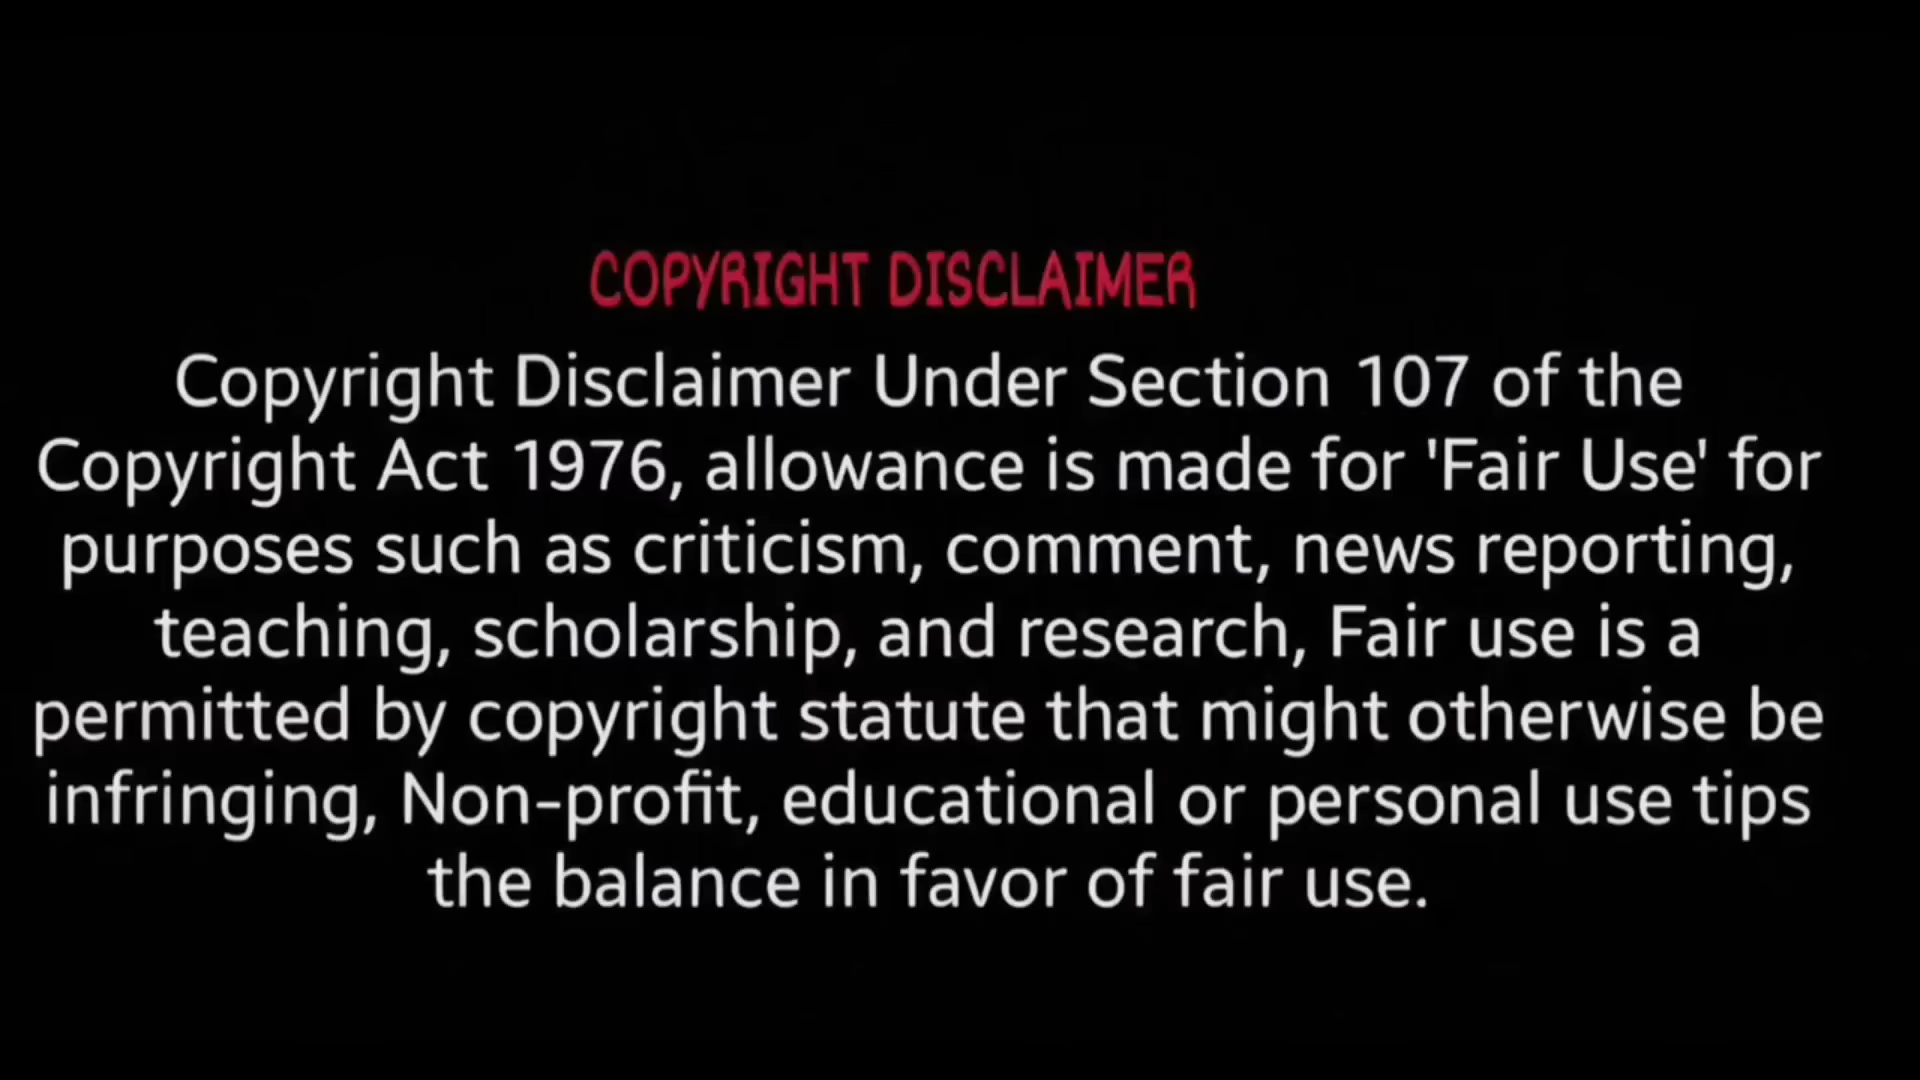 COPYRIGHT DISCLAIMER
Copyright Disclaimer Under Section 107 of the
Copyright Act 1976, allowance is made for 'Fair Use' for
purposes such as criticism, comment, news reporting,
teaching, scholarship, and research, Fair use is a
permitted by copyright statute that might otherwise be
infringing, Non-profit, educational or personal use tips
the balance in favor of fair use.